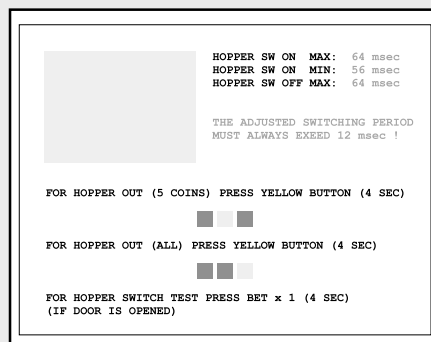 HOPPER SW ON  MAX:  64 msec
HOPPER SW ON  MIN:  56 msec
HOPPER SW OFF MAX:  64 msec
THE ADJUSTED SWITCHING PERIOD
MUST ALWAYS EXEED 12 msec !
FOR HOPPER OUT (5 COINS) PRESS YELLOW BUTTON (4 SEC)
FOR HOPPER OUT (ALL) PRESS YELLOW BUTTON (4 SEC)
FOR HOPPER SWITCH TEST PRESS BET x 1 (4 SEC)
(IF DOOR IS OPENED)